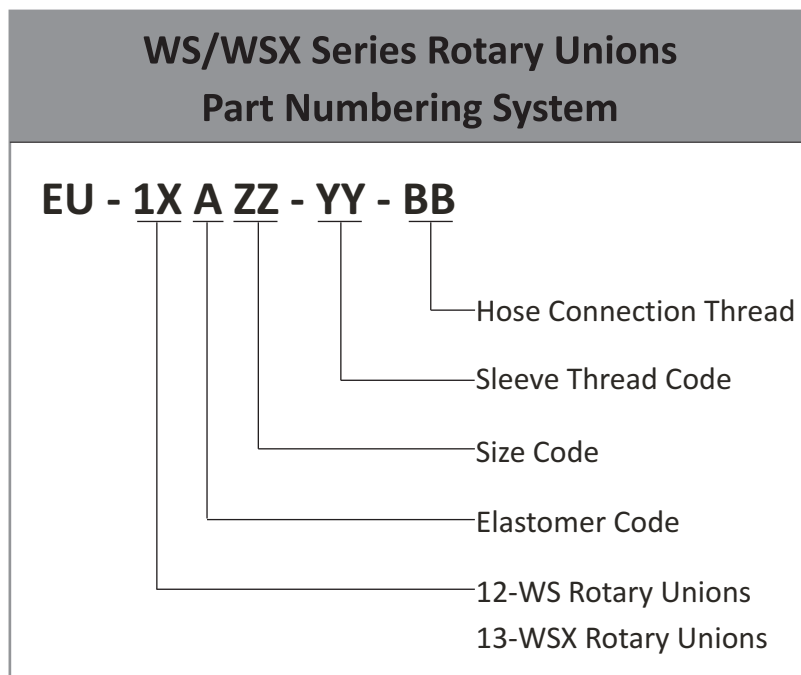 WS/WSX Series Rotary Unions
Part Numbering System
EU - 1X A ZZ - YY - BB
Hose Connection Thread
Sleeve Thread Code
Size Code
Elastomer Code
12-WS Rotary Unions
13-WSX Rotary Unions